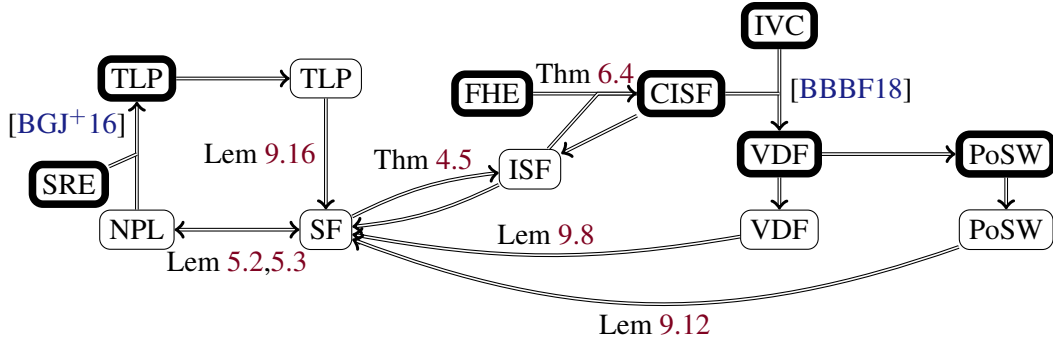 IVC
TLP
TLP
FHE
Thm 6.4
CISF
[BBBF18]
[BGJ+16]
Lem 9.16
Thm 4.5
ISF
VDF
PoSW
SRE
NPL
SF
VDF
PoSW
Lem 9.8
Lem 5.2,5.3
Lem 9.12